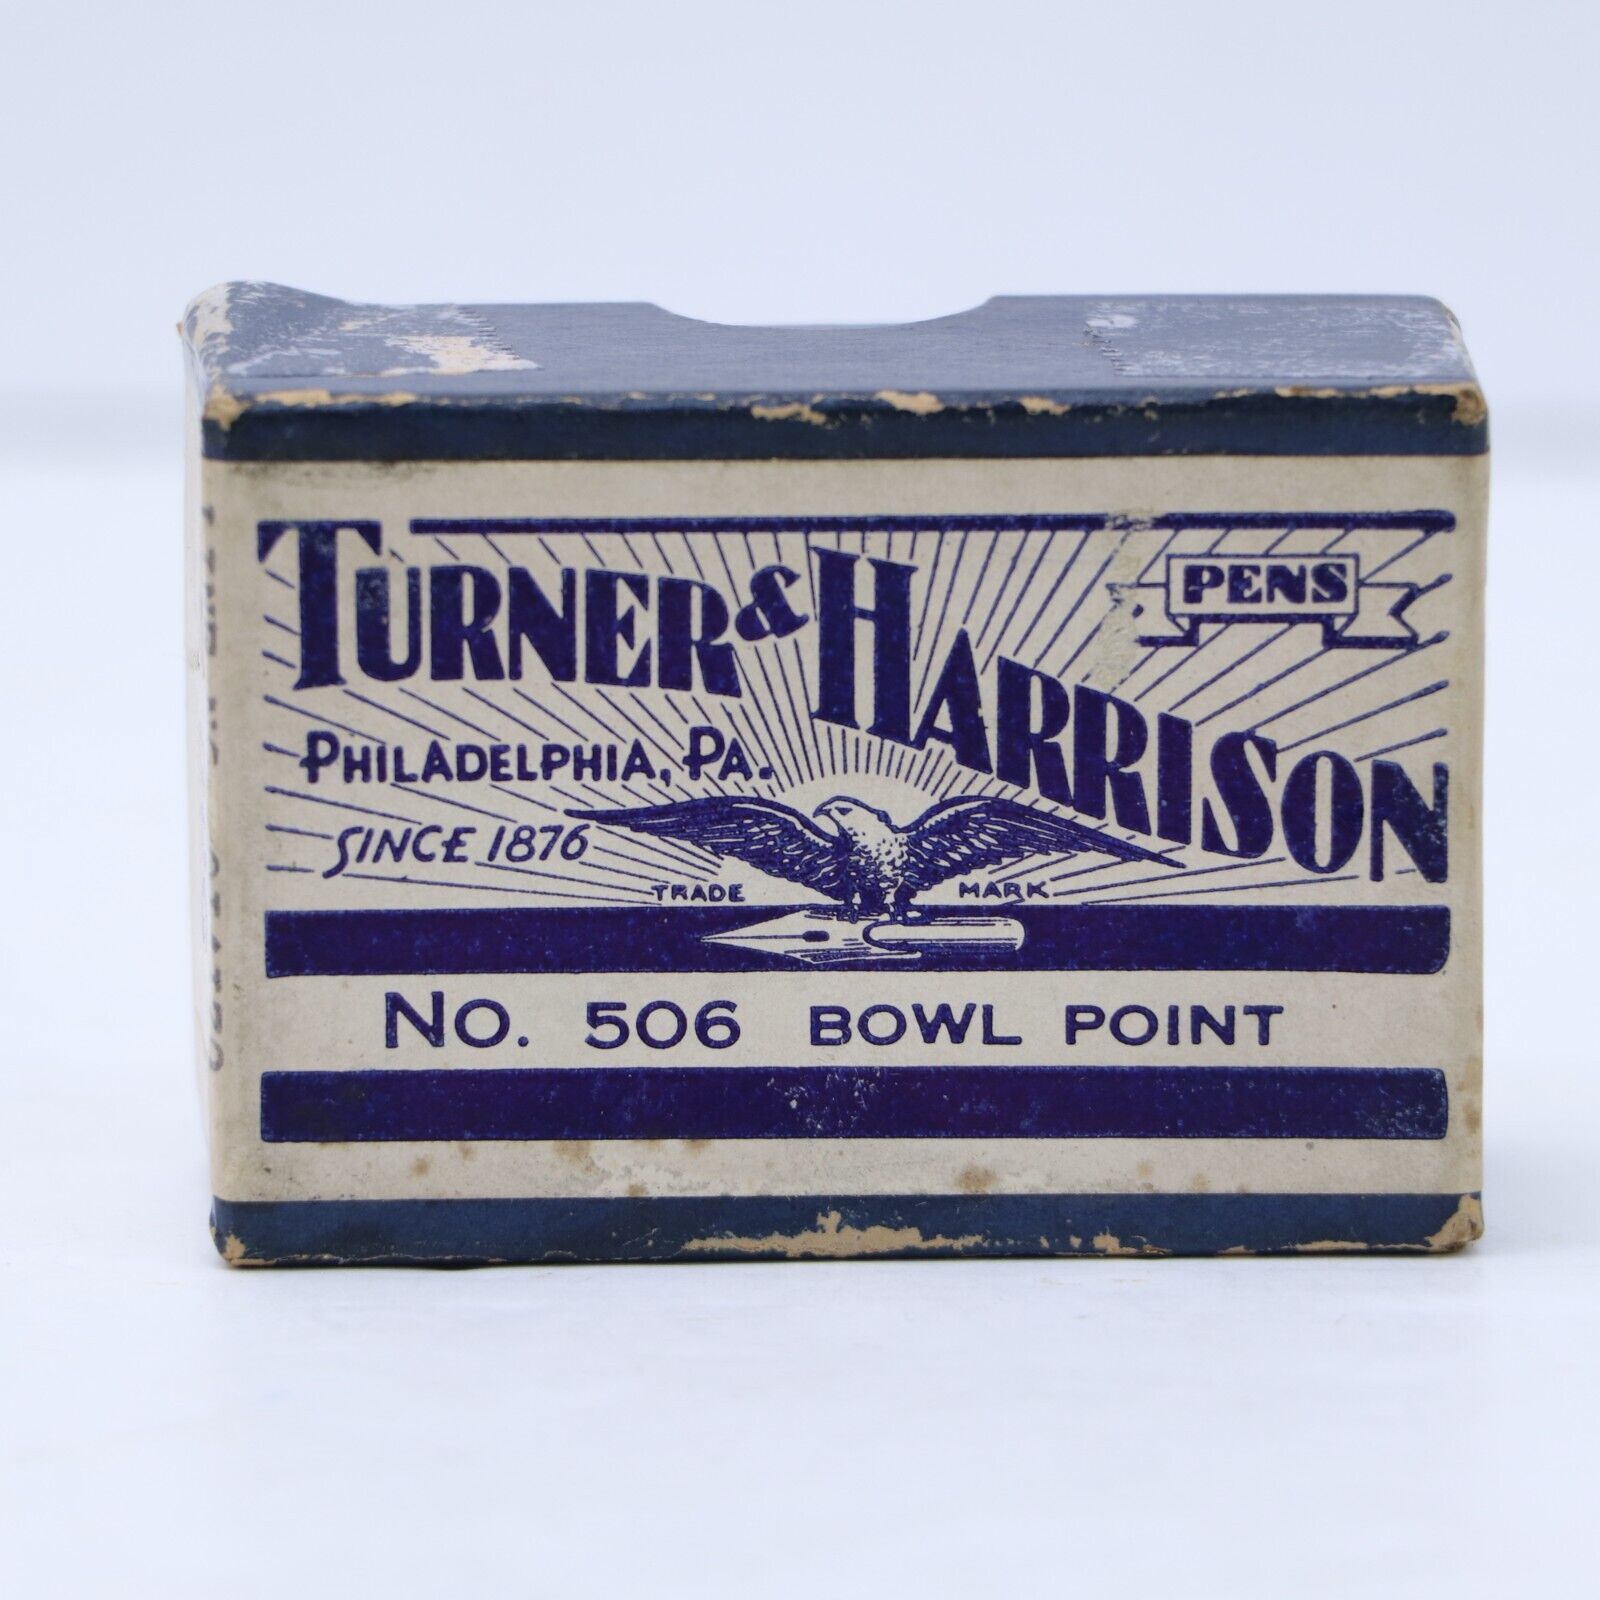 TURNER & HARRISON
PENS
PHILADELPHIA, PA.
SINCE 1876
TRADE MARK
NO. 506 BOWL POINT